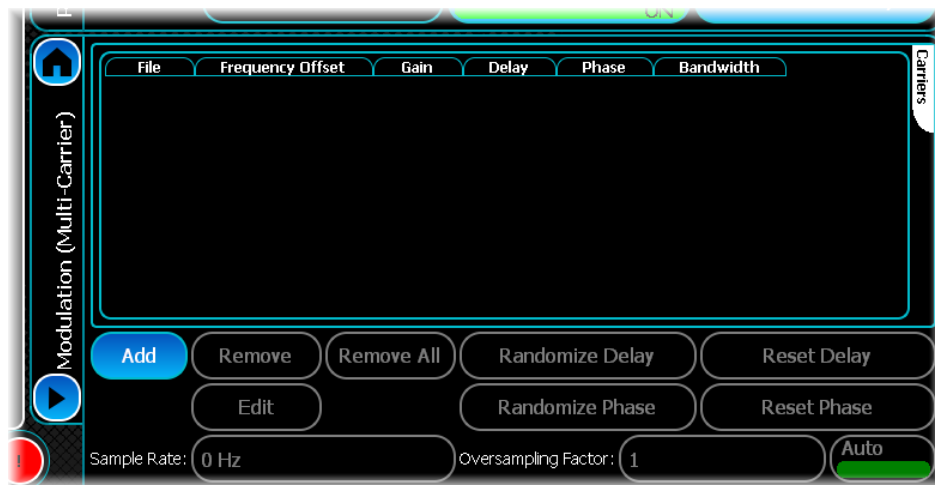 ON
File Frequency Offset Gain Delay Phase Bandwidth
Carriers
Modulation (Multi-Carrier)
Add Remove Remove All Randomize Delay Reset Delay
Edit Randomize Phase Reset Phase
Sample Rate: 0 Hz Oversampling Factor: 1 Auto
!